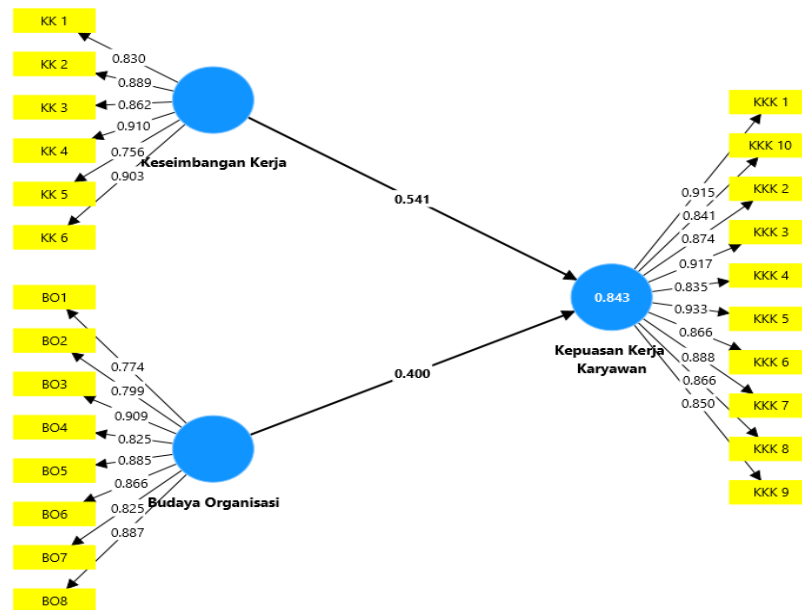 KK 1
KK 2
KK 3
KK 4
KK 5
KK 6
0.830
0.889
0.862
0.910
0.756
0.903
Keseimbangan Kerja
0.541
BO1
BO2
BO3
BO4
BO5
BO6
BO7
BO8
0.774
0.799
0.909
0.825
0.885
0.866
0.825
0.887
Budaya Organisasi
0.400
0.843
Kepuasan Kerja
Karyawan
0.915
0.841
0.874
0.917
0.835
0.933
0.866
0.888
0.866
0.850
KKK 1
KKK 10
KKK 2
KKK 3
KKK 4
KKK 5
KKK 6
KKK 7
KKK 8
KKK 9